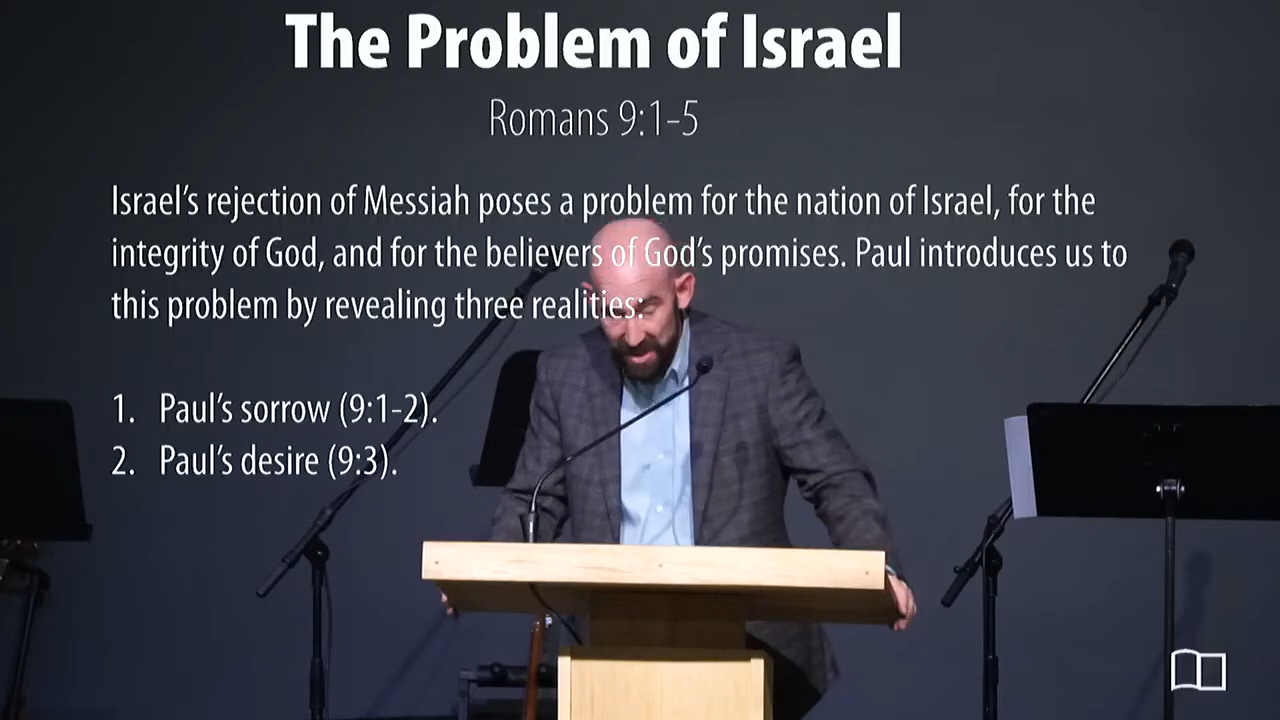 The Problem of Israel
Romans 9:1-5
Israel’s rejection of Messiah poses a problem for the nation of Israel, for the
integrity of God, and for the believers of God’s promises. Paul introduces us to
this problem by revealing three realities:
1. Paul’s sorrow (9:1-2).
2. Paul’s desire (9:3).